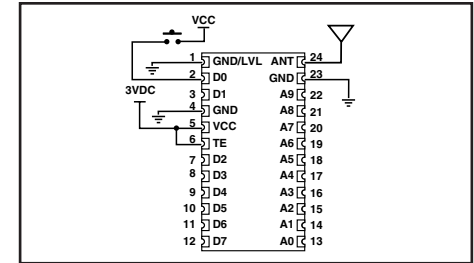 VCC
1 GND/LVL ANT 24
2 D0 GND 23
3VDC
3 D1 A9 22
4 GND A8 21
5 VCC A7 20
6 TE A6 19
7 D2 A5 18
8 D3 A4 17
9 D4 A3 16
10 D5 A2 15
11 D6 A1 14
12 D7 A0 13